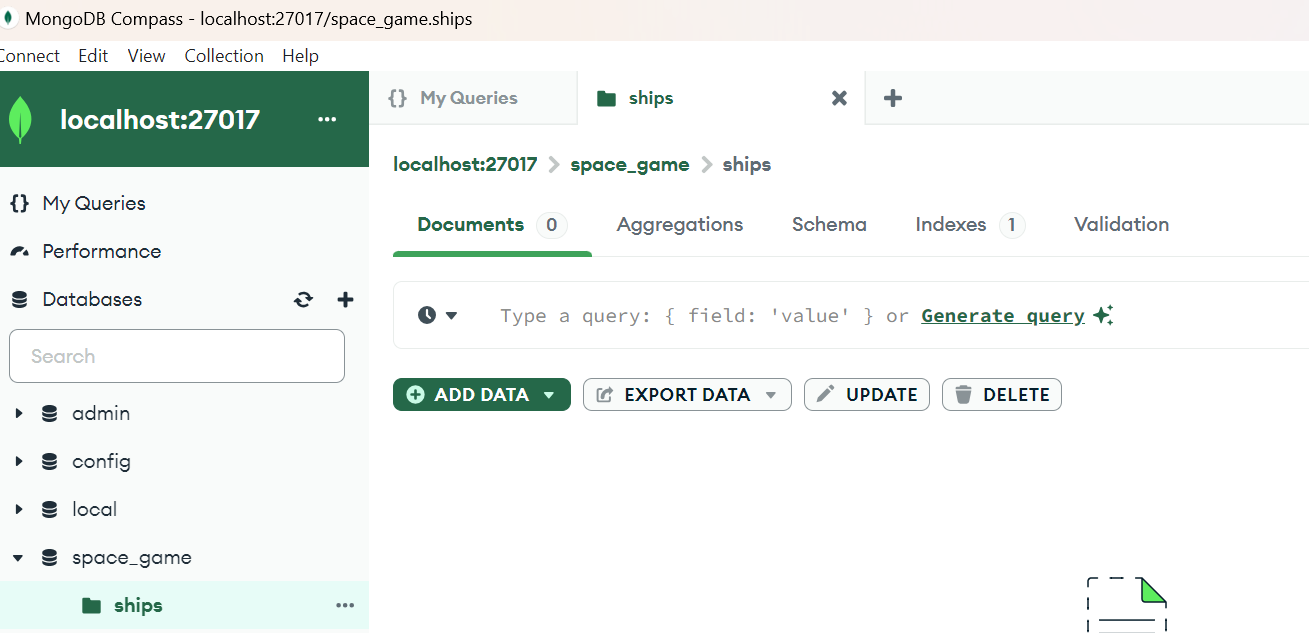 MongoDB Compass - localhost:27017/space_game.ships
Connect Edit View Collection Help
localhost:27017 ...
{} My Queries
ships
localhost:27017 > space_game > ships
My Queries
Documents 0 Aggregations Schema Indexes 1 Validation
Performance
Databases
Type a query: { field: 'value' } or Generate query
Search
ADD DATA EXPORT DATA UPDATE DELETE
admin
config
local
space_game
ships ...